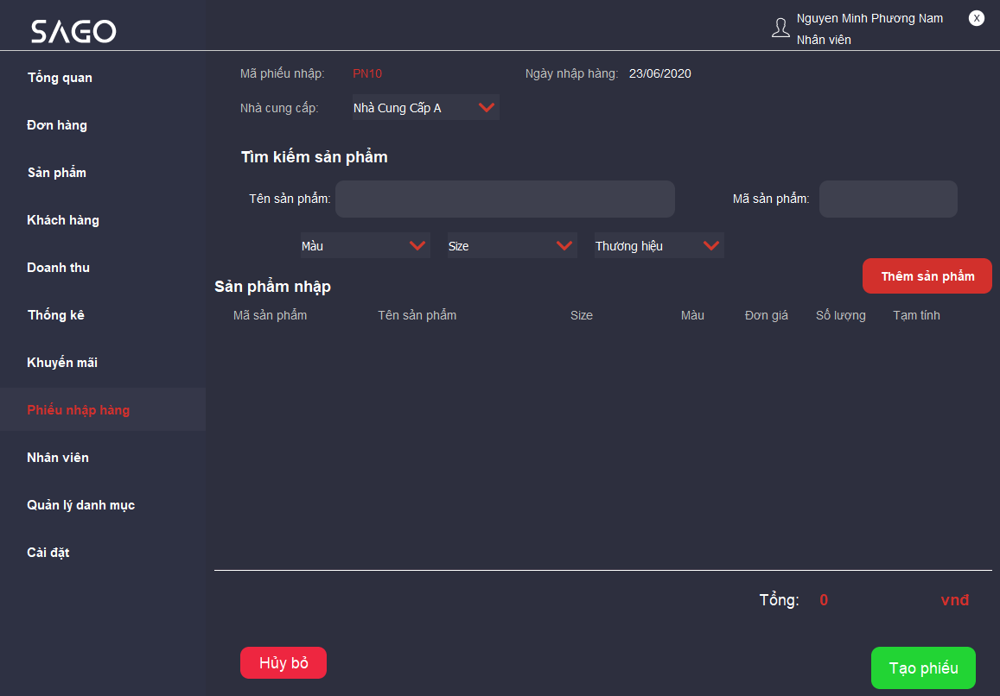 SAGO
Nguyen Minh Phương Nam
X
Nhân viên
Tổng quan
Đơn hàng
Sản phẩm
Khách hàng
Doanh thu
Thống kê
Khuyến mãi
Phiếu nhập hàng
Nhân viên
Quản lý danh mục
Cài đặt
Mã phiếu nhập: PN10 Ngày nhập hàng: 23/06/2020
Nhà cung cấp: Nhà Cung Cấp A
Tìm kiếm sản phẩm
Tên sản phẩm: Mã sản phẩm:
Màu Size Thương hiệu
Thêm sản phẩm
Sản phẩm nhập
Mã sản phẩm Tên sản phẩm Size Màu Đơn giá Số lượng Tạm tính
Tổng: 0 vnđ
Hủy bỏ Tạo phiếu